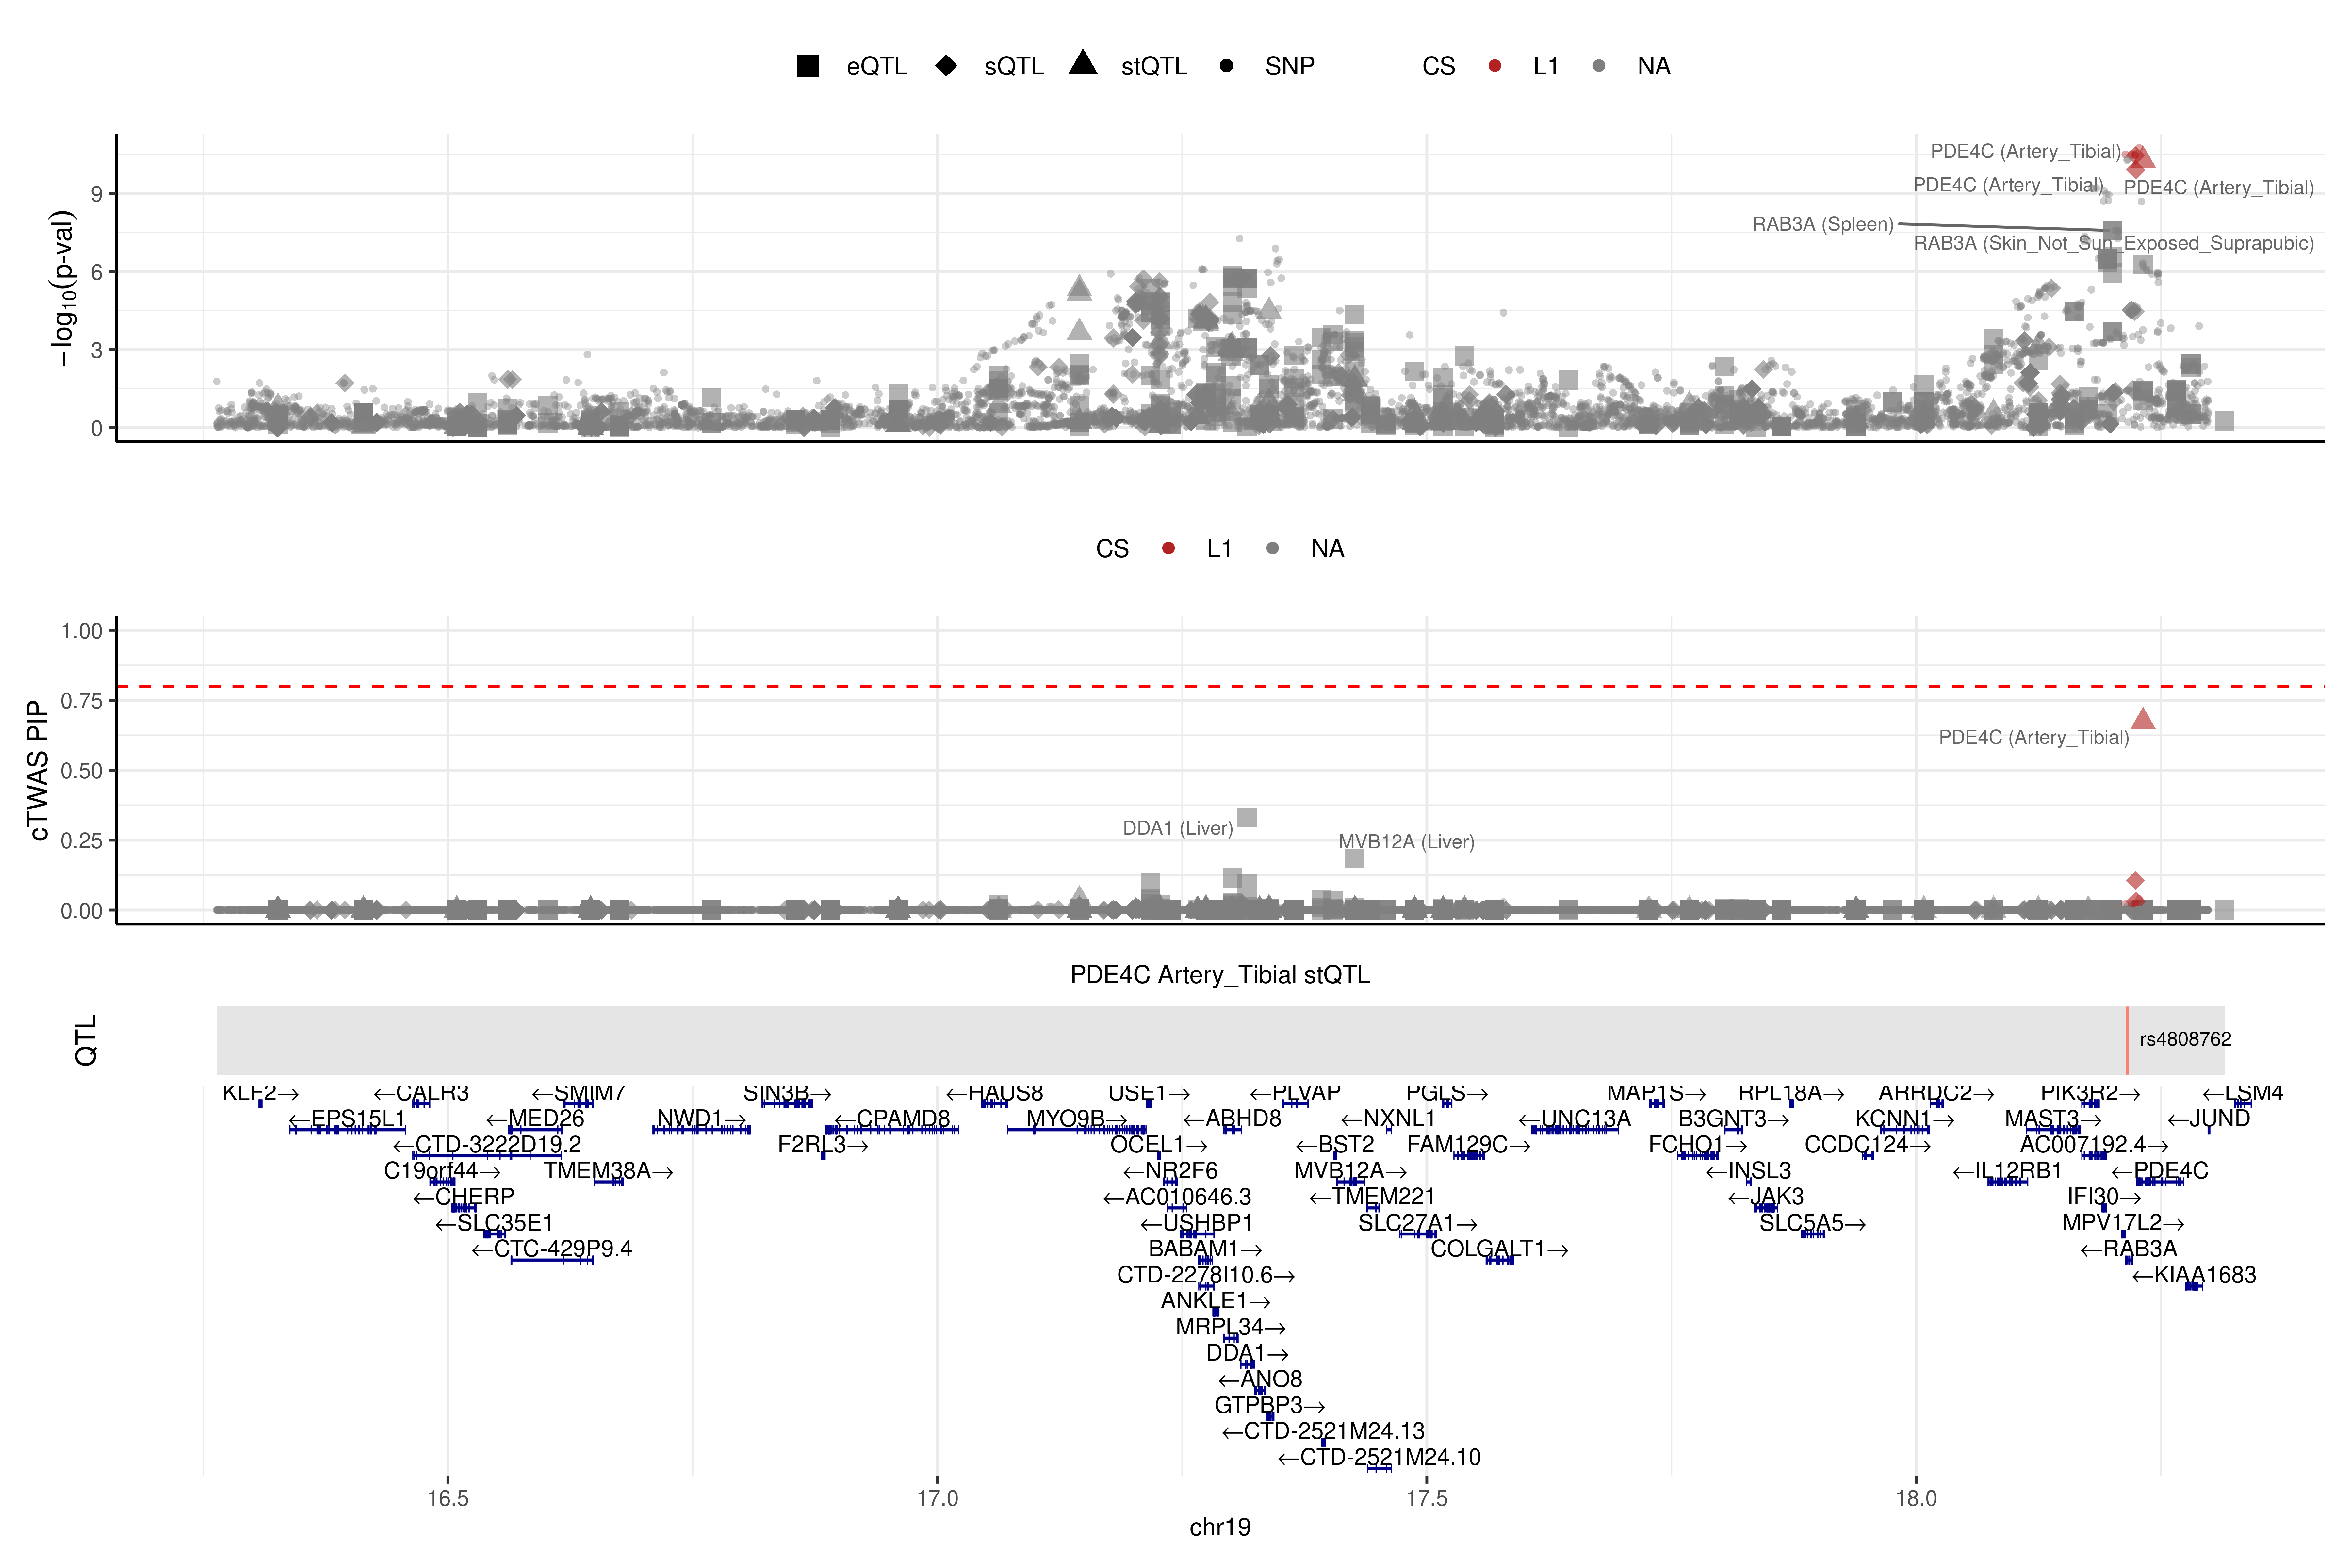 eQTL sQTL stQTL SNP CS L1 NA
−log10(p-val)
9
6
3
0
PDE4C (Artery_Tibial)
PDE4C (Artery_Tibial) PDE4C (Artery_Tibial)
RAB3A (Spleen)
RAB3A (Skin_Not_Sun_Exposed_Suprapubic)
CS L1 NA
cTWAS PIP
1.00
0.75
0.50
0.25
0.00
PDE4C (Artery_Tibial)
DDA1 (Liver)
MVB12A (Liver)
PDE4C Artery_Tibial stQTL
QTL
rs4808762
KLF2→ ←CALR3 ←SMIM7 SIN3B→ ←HAUS8 USE1→ ←PLVAP PGLS→ MAP1S→ RPL18A→ ARRDC2→ PIK3R2→ ←LSM4
←EPS15L1 ←MED26 NWD1→ ←CPAMD8 MYO9B→ ←ABHD8 ←NXNL1 ←UNC13A B3GNT3→ KCNN1→ MAST3→ ←JUND
←CTD-3222D19.2 F2RL3→ OCEL1→ ←BST2 FAM129C→ FCHO1→ CCDC124→ AC007192.4→
C19orf44→ TMEM38A→ ←NR2F6 MVB12A→ ←INSL3 ←IL12RB1 ←PDE4C
←CHERP ←AC010646.3 ←TMEM221 ←JAK3 IFI30→
←SLC35E1 ←USHBP1 SLC27A1→ SLC5A5→ MPV17L2→
←CTC-429P9.4 BABAM1→ COLGALT1→ ←RAB3A
CTD-2278I10.6→ ←KIAA1683
ANKLE1→
MRPL34→
DDA1→
←ANO8
GTPBP3→
←CTD-2521M24.13
←CTD-2521M24.10
16.5 17.0 17.5 18.0
chr19